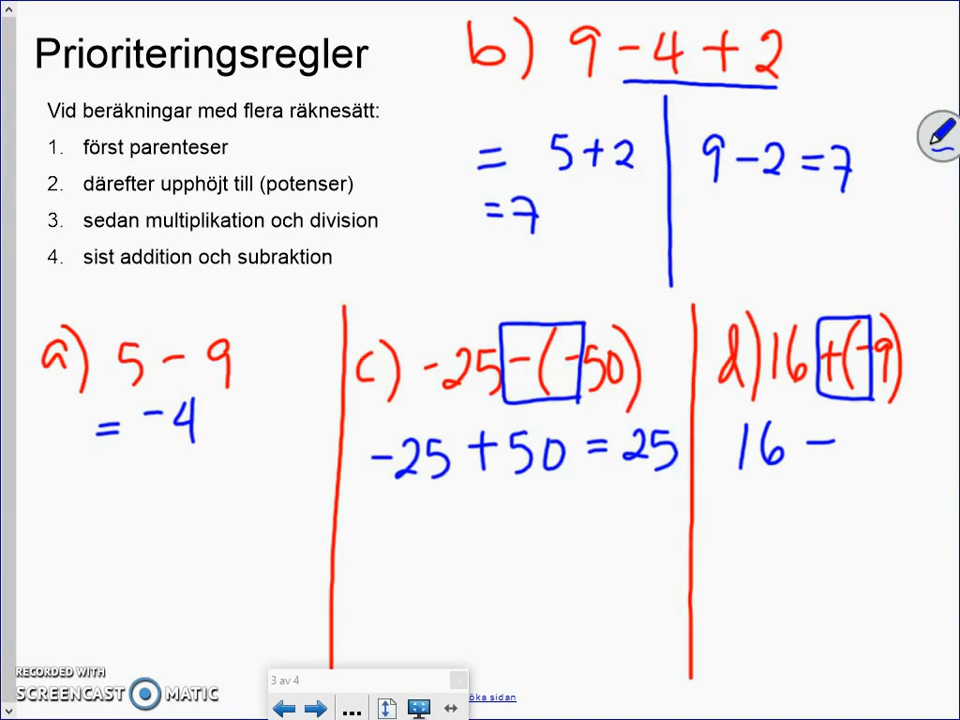 Prioriteringsregler
Vid beräkningar med flera räknesätt:
1. först parenteser
2. därefter upphöjt till (potenser)
3. sedan multiplikation och division
4. sist addition och subraktion
b) 9 - 4 + 2
= 5 + 2
= 7
9 - 2 = 7
a) 5 - 9
= -4
c) -25 - (-50)
-25 + 50 = 25
d) 16 + (-9)
16 -
RECORDED WITH
SCREENCAST MATIC
3 av 4
öka sidan